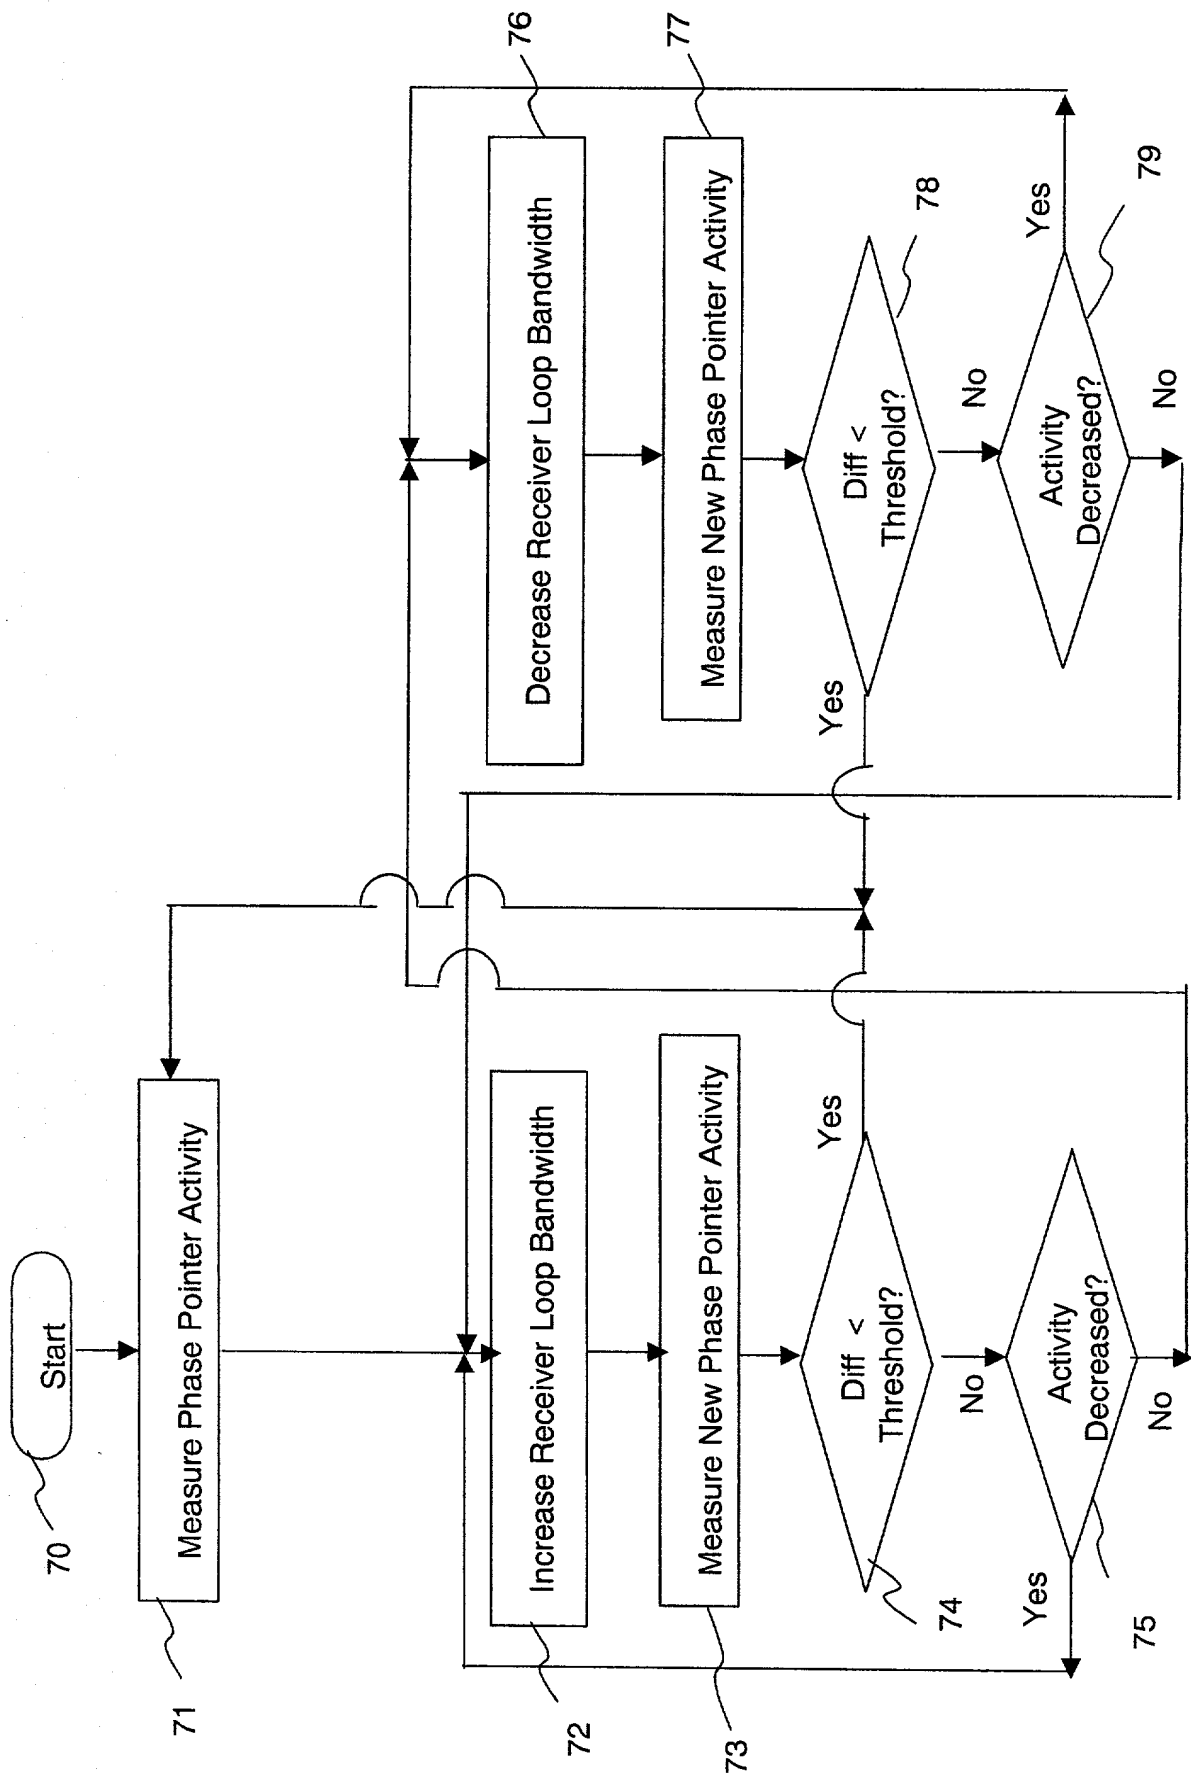 70
Start
71
Measure Phase Pointer Activity
72
Increase Receiver Loop Bandwidth
73
Measure New Phase Pointer Activity
74
Diff <
Threshold?
Yes
No
75
Activity
Decreased?
Yes
No
76
Decrease Receiver Loop Bandwidth
77
Measure New Phase Pointer Activity
78
Diff <
Threshold?
Yes
No
79
Activity
Decreased?
Yes
No